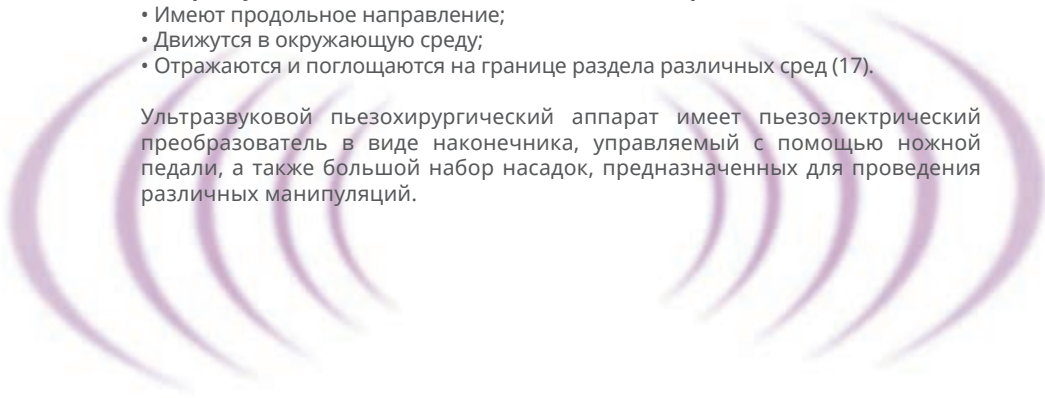 • Имеют продольное направление;
• Движутся в окружающую среду;
• Отражаются и поглощаются на границе раздела различных сред (17).
Ультразвуковой пьезохирургический аппарат имеет пьезоэлектрический
преобразователь в виде наконечника, управляемый с помощью ножной
педали, а также большой набор насадок, предназначенных для проведения
различных манипуляций.